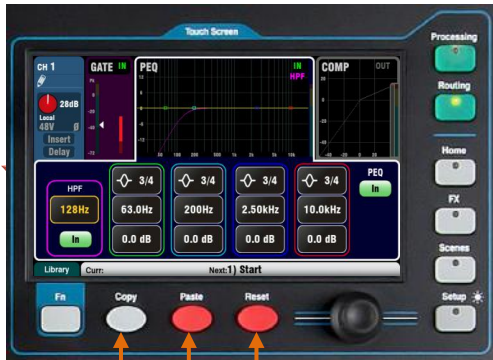 Touch Screen
Processing
Routing
Home
FX
Scenes
Setup
CH 1
28dB
Local
48V Ø
Insert
Delay
GATE IN
PEQ
IN
HPF
COMP OUT
HPF
128Hz
In
3/4
63.0Hz
0.0 dB
3/4
200Hz
0.0 dB
3/4
2.50kHz
0.0 dB
3/4
10.0kHz
0.0 dB
PEQ
In
Library Curr: Next:1) Start
Fn
Copy
Paste
Reset